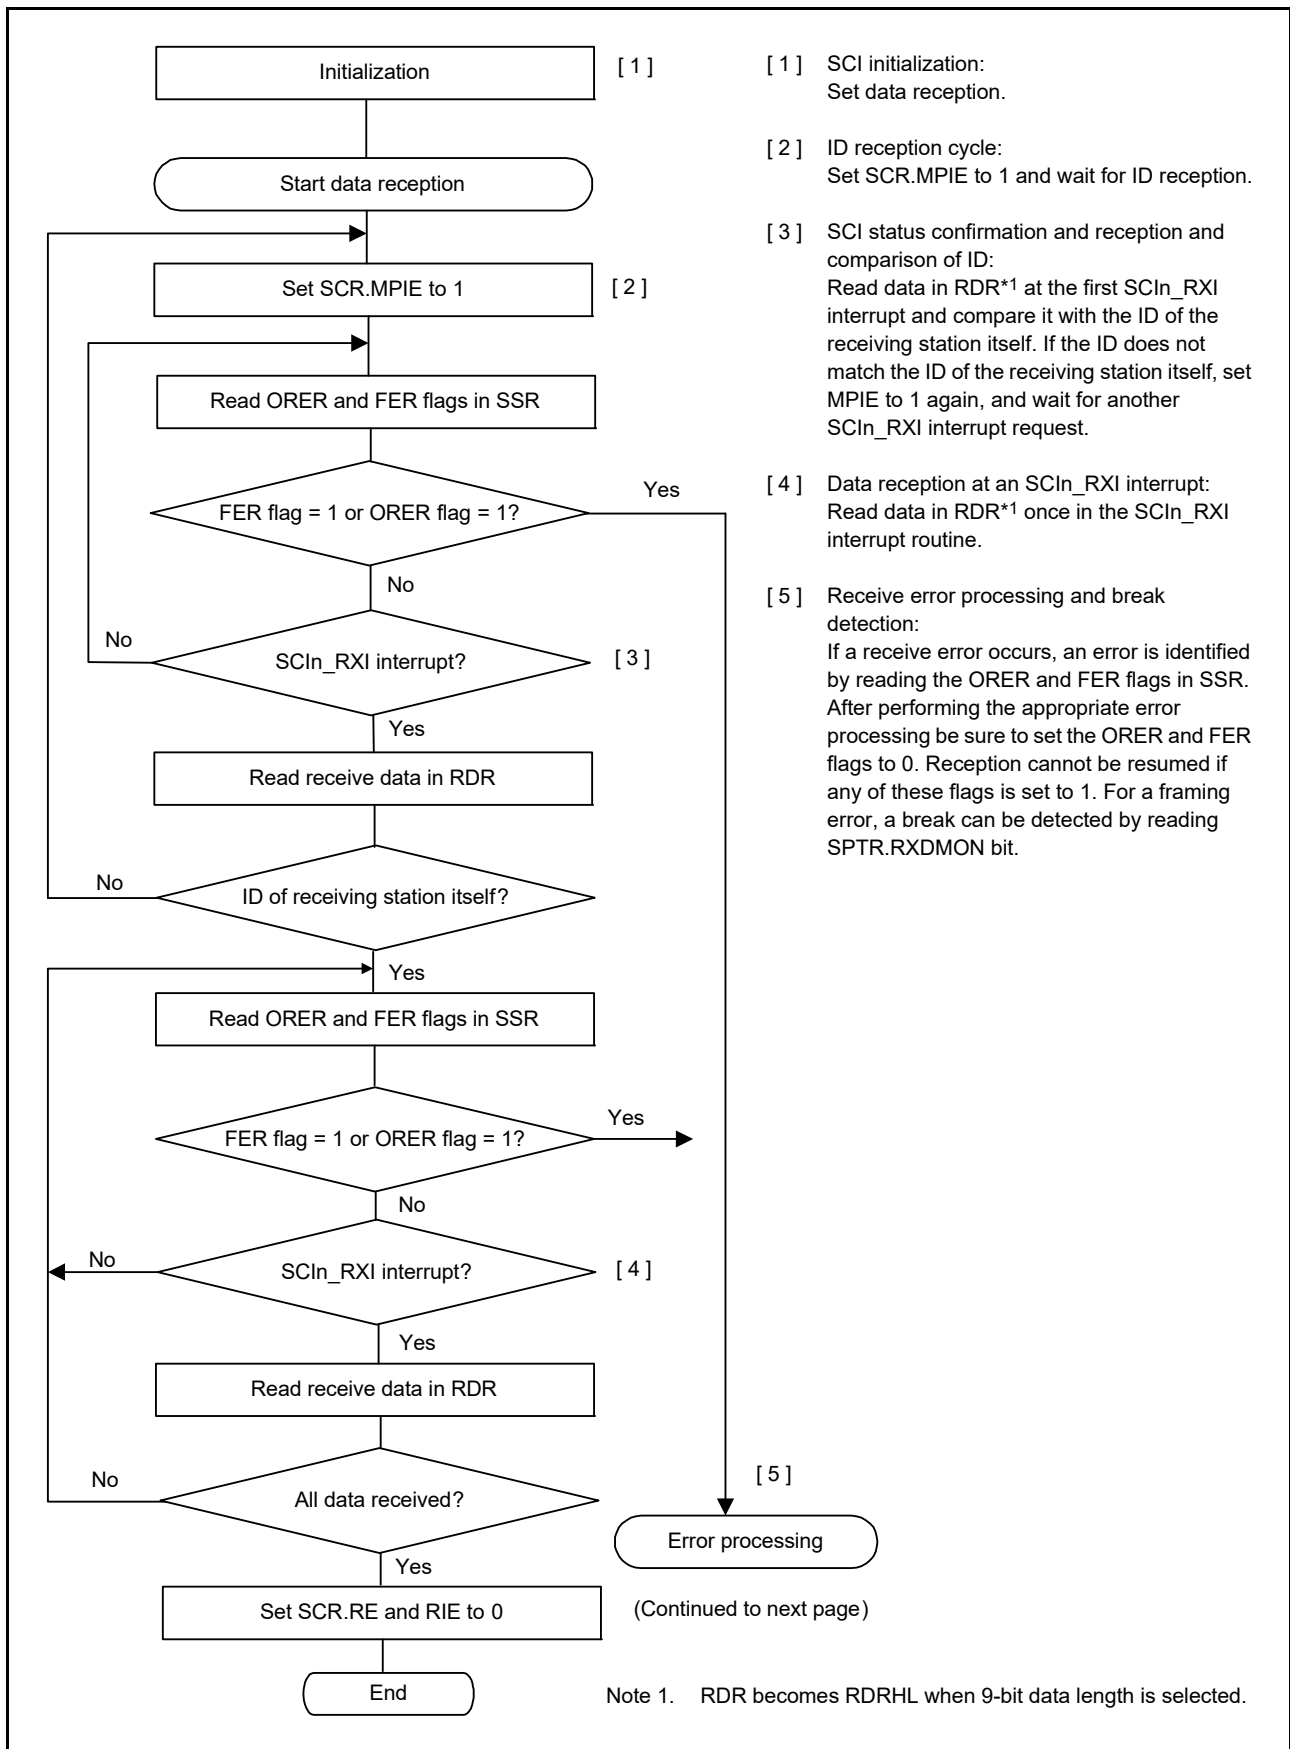 Initialization
[ 1 ]
Start data reception
Set SCR.MPIE to 1
[ 2 ]
Read ORER and FER flags in SSR
FER flag = 1 or ORER flag = 1?
Yes
No
SCIn_RXI interrupt?
No
[ 3 ]
Yes
Read receive data in RDR
ID of receiving station itself?
No
Yes
Read ORER and FER flags in SSR
FER flag = 1 or ORER flag = 1?
Yes
No
SCIn_RXI interrupt?
No
[ 4 ]
Yes
Read receive data in RDR
All data received?
No
Yes
Set SCR.RE and RIE to 0
End
[ 5 ]
Error processing
(Continued to next page)
[ 1 ] SCI initialization:
Set data reception.
[ 2 ] ID reception cycle:
Set SCR.MPIE to 1 and wait for ID reception.
[ 3 ] SCI status confirmation and reception and
comparison of ID:
Read data in RDR*1 at the first SCIn_RXI
interrupt and compare it with the ID of the
receiving station itself. If the ID does not
match the ID of the receiving station itself, set
MPIE to 1 again, and wait for another
SCIn_RXI interrupt request.
[ 4 ] Data reception at an SCIn_RXI interrupt:
Read data in RDR*1 once in the SCIn_RXI
interrupt routine.
[ 5 ] Receive error processing and break
detection:
If a receive error occurs, an error is identified
by reading the ORER and FER flags in SSR.
After performing the appropriate error
processing be sure to set the ORER and FER
flags to 0. Reception cannot be resumed if
any of these flags is set to 1. For a framing
error, a break can be detected by reading
SPTR.RXDMON bit.
Note 1. RDR becomes RDRHL when 9-bit data length is selected.